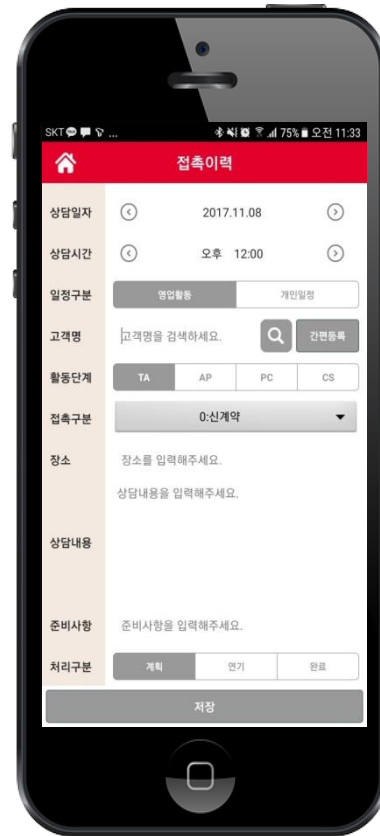 SKT ... 75% 오전 11:33
접촉이력
상담일자 2017.11.08
상담시간 오후 12:00
일정구분 영업활동 개인일정
고객명 고객명을 검색하세요. 간편등록
활동단계 TA AP PC CS
접촉구분 0:신계약
장소 장소를 입력해주세요.
상담내용을 입력해주세요.
상담내용
준비사항 준비사항을 입력해주세요.
처리구분 계획 연기 완료
저장